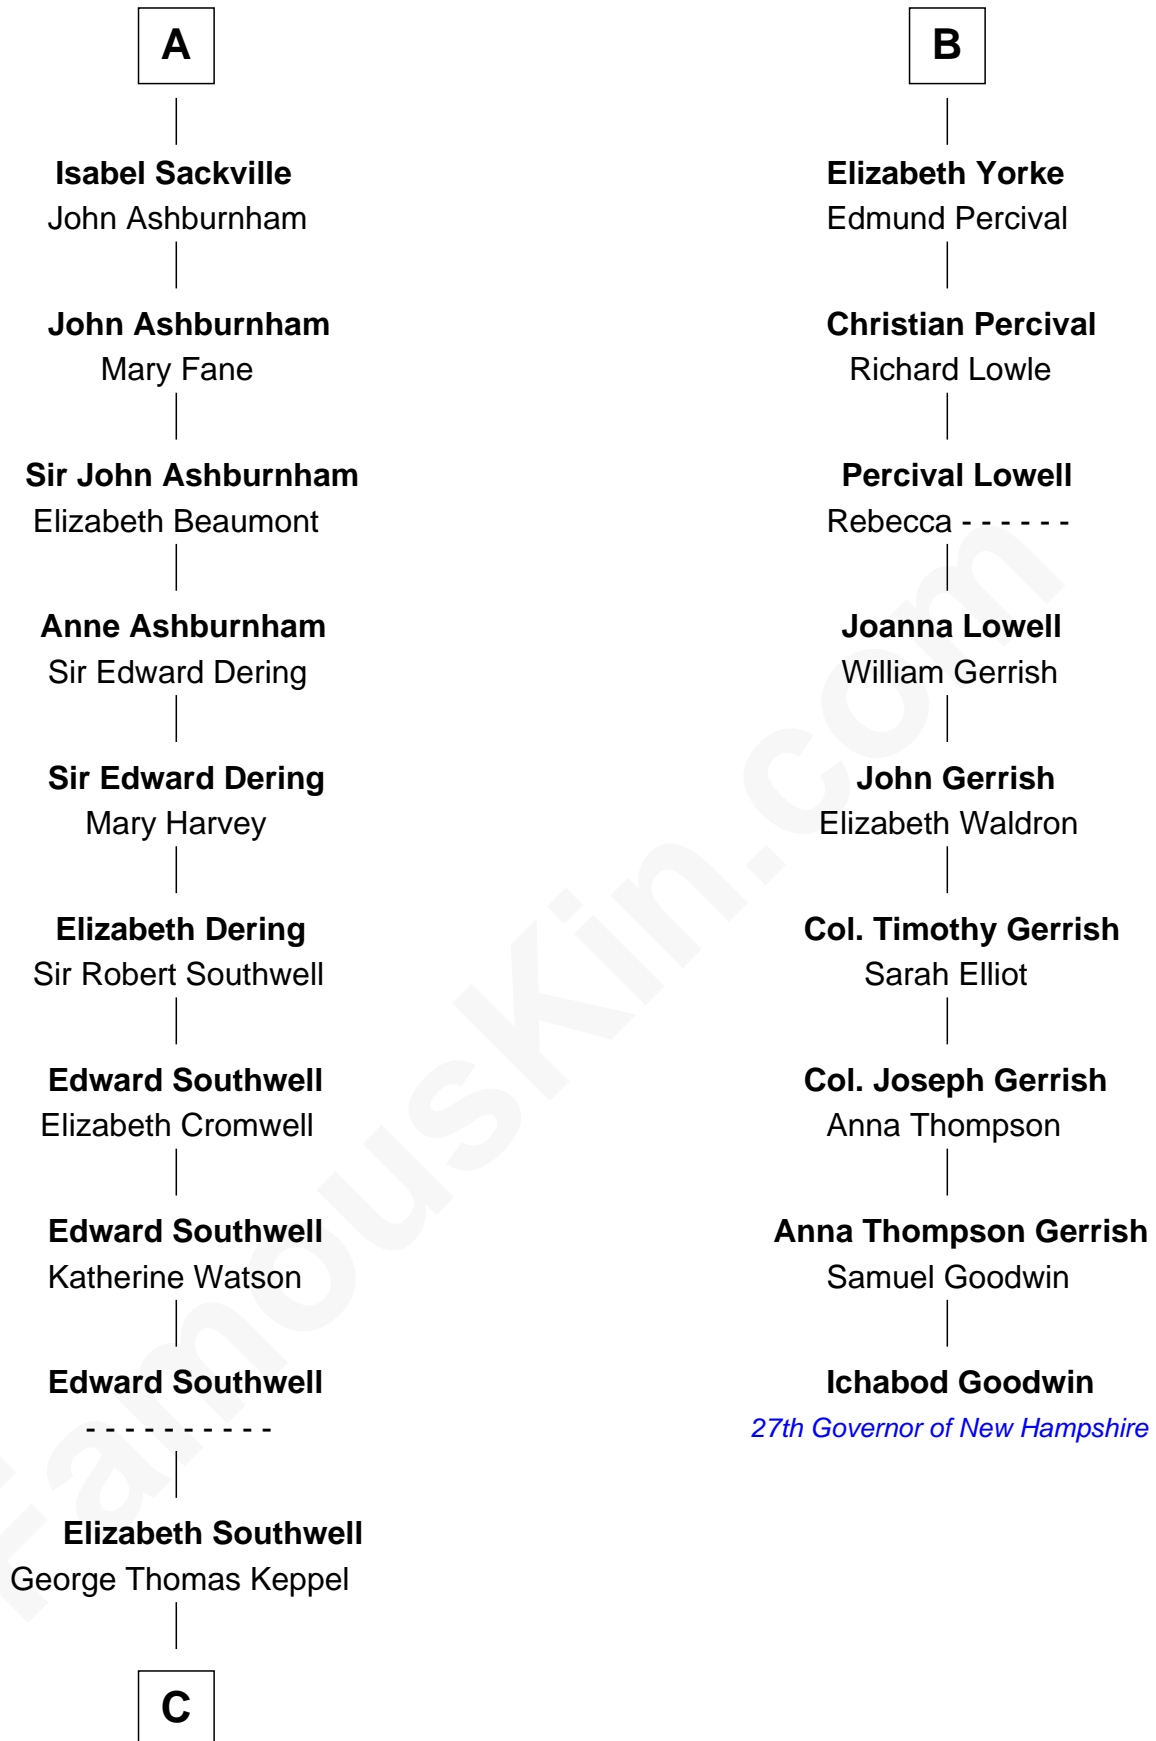 A
Isabel Sackville
John Ashburnham
John Ashburnham
Mary Fane
Sir John Ashburnham
Elizabeth Beaumont
Anne Ashburnham
Sir Edward Dering
Sir Edward Dering
Mary Harvey
Elizabeth Dering
Sir Robert Southwell
Edward Southwell
Elizabeth Cromwell
Edward Southwell
Katherine Watson
Edward Southwell
- - - - - - - - - -
Elizabeth Southwell
George Thomas Keppel
C
B
Elizabeth Yorke
Edmund Percival
Christian Percival
Richard Lowle
Percival Lowell
Rebecca - - - - - -
Joanna Lowell
William Gerrish
John Gerrish
Elizabeth Waldron
Col. Timothy Gerrish
Sarah Elliot
Col. Joseph Gerrish
Anna Thompson
Anna Thompson Gerrish
Samuel Goodwin
Ichabod Goodwin
27th Governor of New Hampshire
FamousKin.com